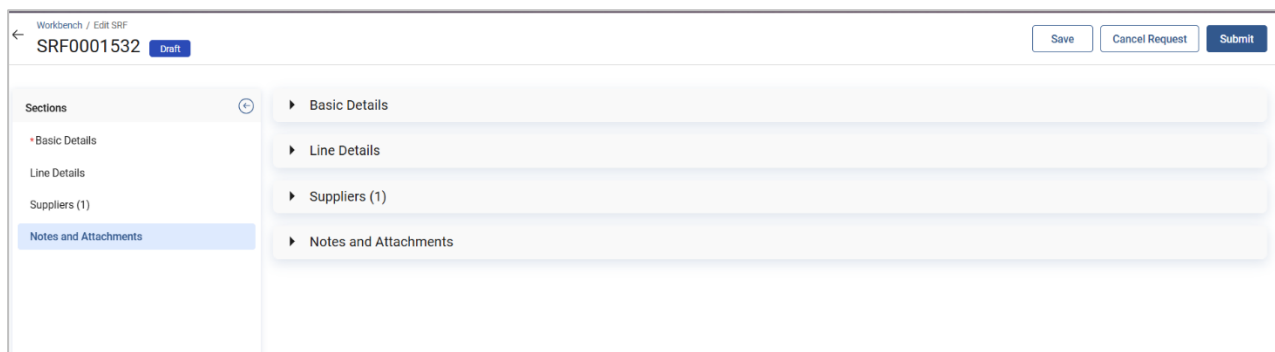 Workbench / Edit SRF
SRF0001532 Draft
Save Cancel Request Submit
Sections
*Basic Details
Line Details
Suppliers (1)
Notes and Attachments
Basic Details
Line Details
Suppliers (1)
Notes and Attachments